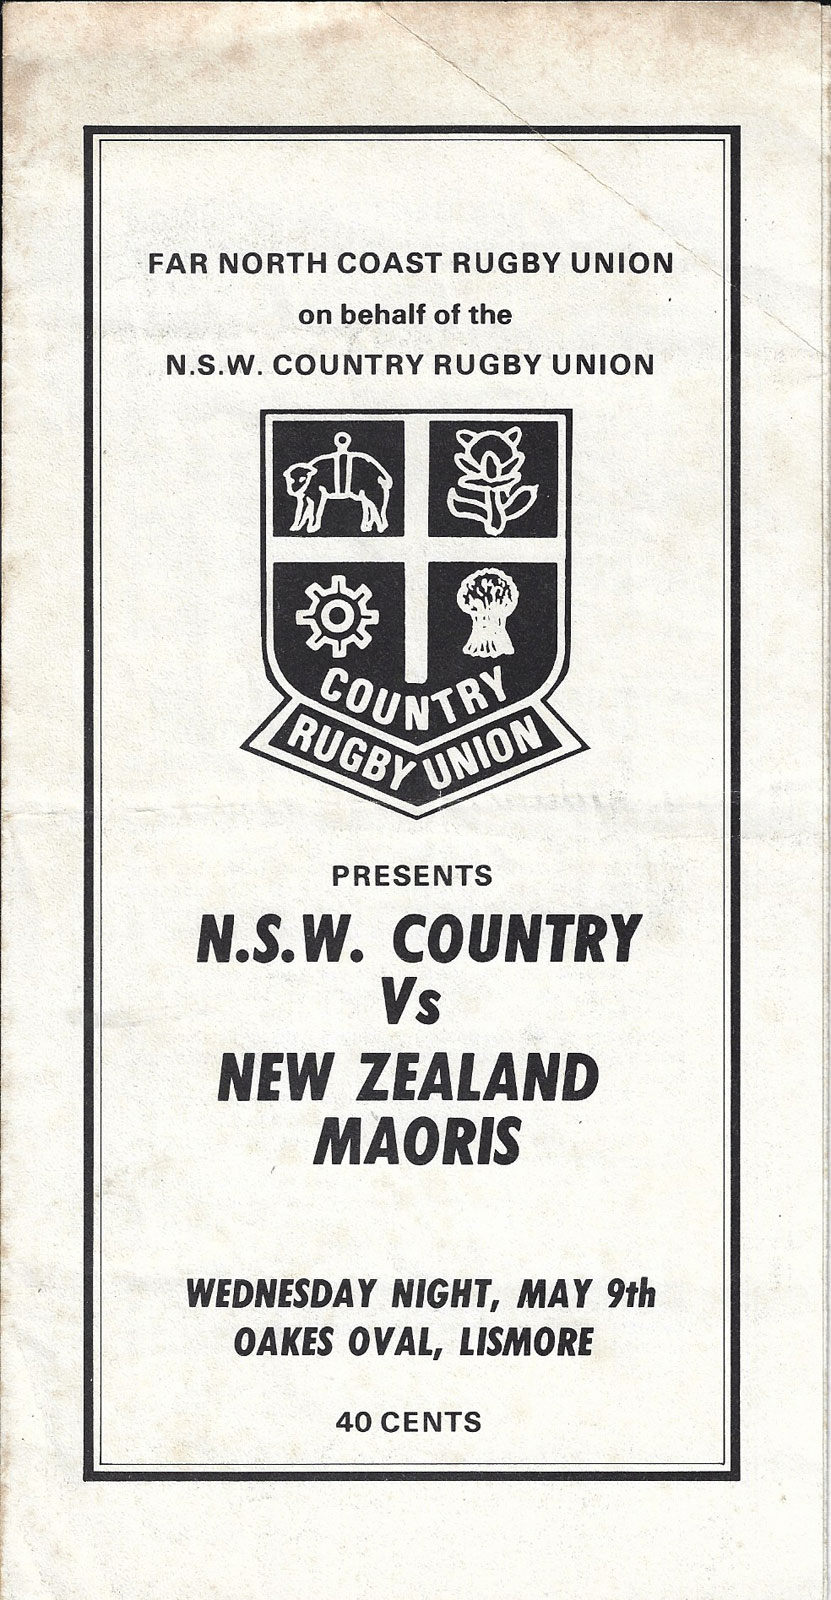 FAR NORTH COAST RUGBY UNION
on behalf of the
N.S.W. COUNTRY RUGBY UNION
COUNTRY
RUGBY UNION
PRESENTS
N.S.W. COUNTRY
Vs
NEW ZEALAND
MAORIS
WEDNESDAY NIGHT, MAY 9th
OAKES OVAL, LISMORE
40 CENTS